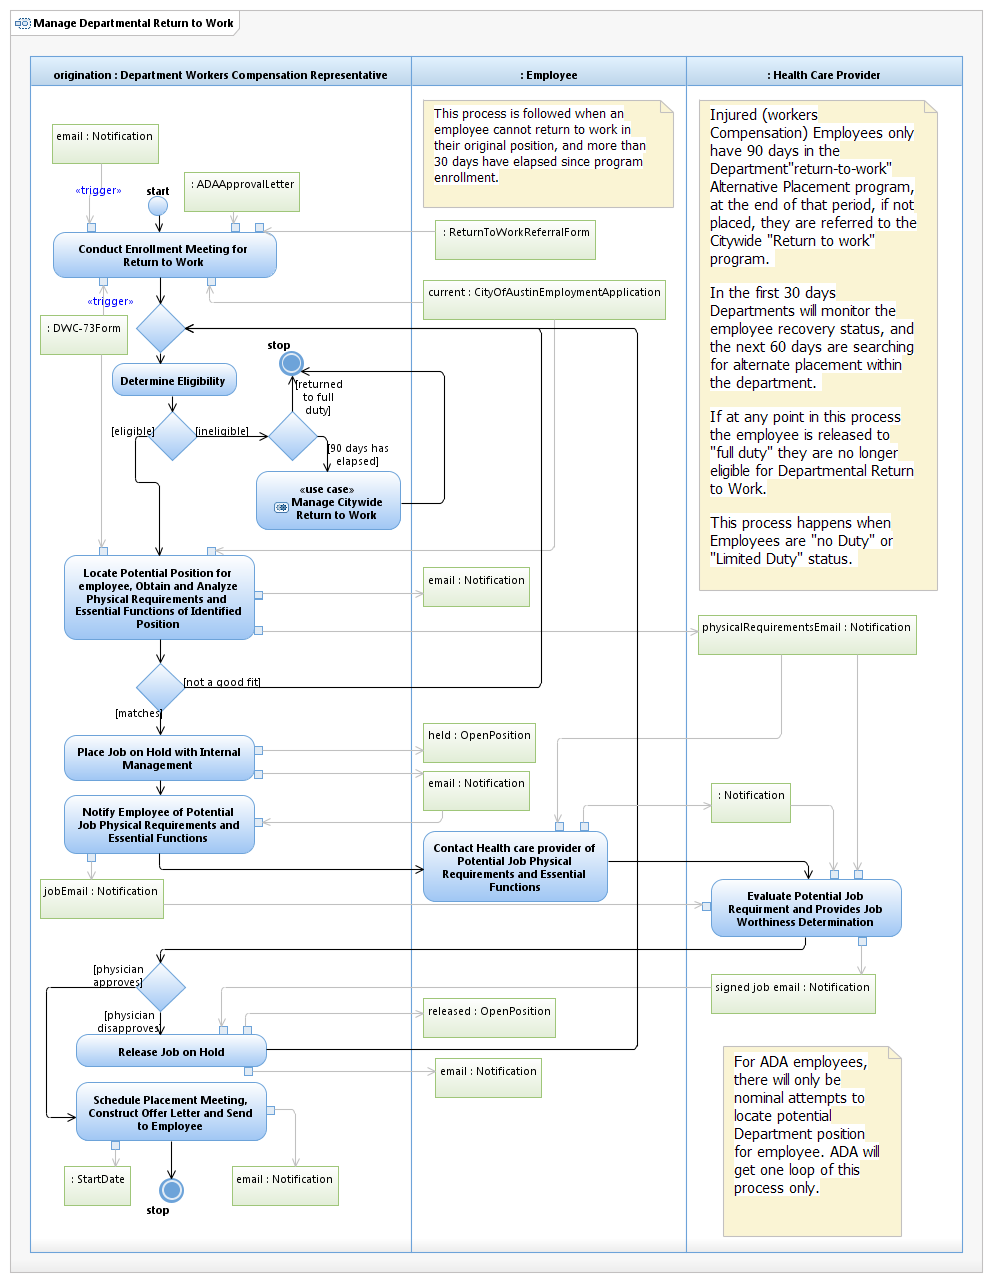 Manage Departmental Return to Work
origination : Department Workers Compensation Representative
: Employee
: Health Care Provider
This process is followed when an
employee cannot return to work in
their original position, and more than
30 days have elapsed since program
enrollment.
Injured (workers
Compensation) Employees only
have 90 days in the
Department"return-to-work"
Alternative Placement program,
at the end of that period, if not
placed, they are referred to the
Citywide "Return to work"
program.
In the first 30 days
Departments will monitor the
employee recovery status, and
the next 60 days are searching
for alternate placement within
the department.
If at any point in this process
the employee is released to
"full duty" they are no longer
eligible for Departmental Return
to Work.
This process happens when
Employees are "no Duty" or
"Limited Duty" status.
email : Notification
«trigger»
start
: ADAApprovalLetter
: ReturnToWorkReferralForm
Conduct Enrollment Meeting for
Return to Work
current : CityOfAustinEmploymentApplication
«trigger»
: DWC-73Form
stop
Determine Eligibility
[returned
to full
duty]
[eligible]
[ineligible]
[90 days has
elapsed]
«use case»
Manage Citywide
Return to Work
Locate Potential Position for
employee, Obtain and Analyze
Physical Requirements and
Essential Functions of Identified
Position
email : Notification
physicalRequirementsEmail : Notification
[not a good fit]
[matches]
Place Job on Hold with Internal
Management
held : OpenPosition
email : Notification
: Notification
Notify Employee of Potential
Job Physical Requirements and
Essential Functions
Contact Health care provider of
Potential Job Physical
Requirements and Essential
Functions
jobEmail : Notification
Evaluate Potential Job
Requirment and Provides Job
Worthiness Determination
[physician
approves]
signed job email : Notification
[physician
disapproves]
released : OpenPosition
Release Job on Hold
email : Notification
For ADA employees,
there will only be
nominal attempts to
locate potential
Department position
for employee. ADA will
get one loop of this
process only.
Schedule Placement Meeting,
Construct Offer Letter and Send
to Employee
: StartDate
email : Notification
stop